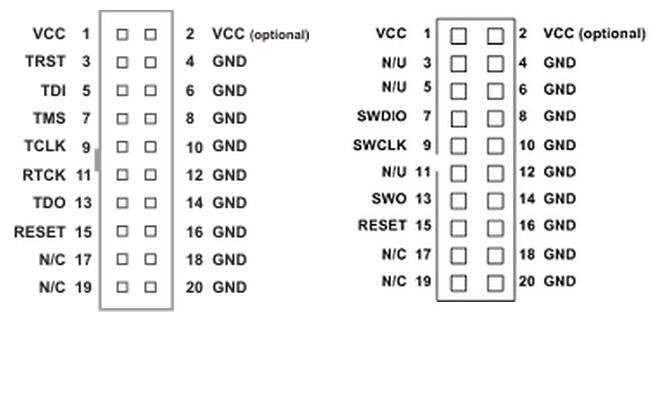 VCC 1 2 VCC (optional)
TRST 3 4 GND
TDI 5 6 GND
TMS 7 8 GND
TCLK 9 10 GND
RTCK 11 12 GND
TDO 13 14 GND
RESET 15 16 GND
N/C 17 18 GND
N/C 19 20 GND
VCC 1 2 VCC (optional)
N/U 3 4 GND
N/U 5 6 GND
SWDIO 7 8 GND
SWCLK 9 10 GND
N/U 11 12 GND
SWO 13 14 GND
RESET 15 16 GND
N/C 17 18 GND
N/C 19 20 GND